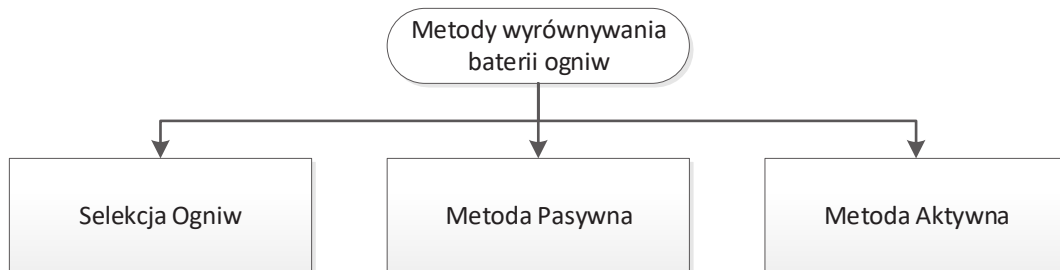 Metody wyrównywania
baterii ogniw
Selekcja Ogniw
Metoda Pasywna
Metoda Aktywna